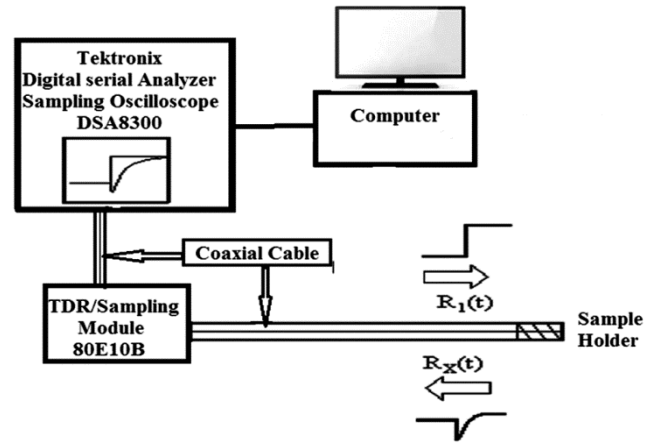 Tektronix
Digital serial Analyzer
Sampling Oscilloscope
DSA8300
Computer
Coaxial Cable
TDR/Sampling
Module
80E10B
R1(t)
Sample
Holder
RX(t)